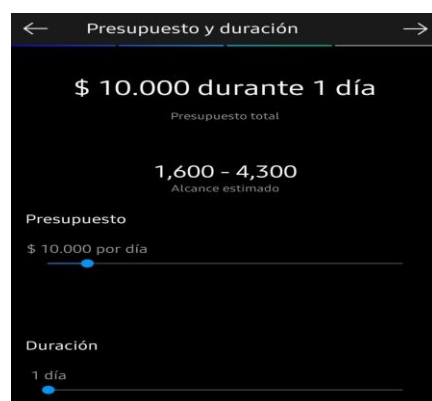 Presupuesto y duración
$ 10.000 durante 1 día
Presupuesto total
1,600 - 4,300
Alcance estimado
Presupuesto
$ 10.000 por día
Duración
1 día